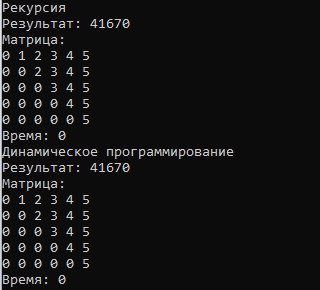 Рекурсия
Результат: 41670
Матрица:
0 1 2 3 4 5
0 0 2 3 4 5
0 0 0 3 4 5
0 0 0 0 4 5
0 0 0 0 0 5
Время: 0
Динамическое программирование
Результат: 41670
Матрица:
0 1 2 3 4 5
0 0 2 3 4 5
0 0 0 3 4 5
0 0 0 0 4 5
0 0 0 0 0 5
Время: 0